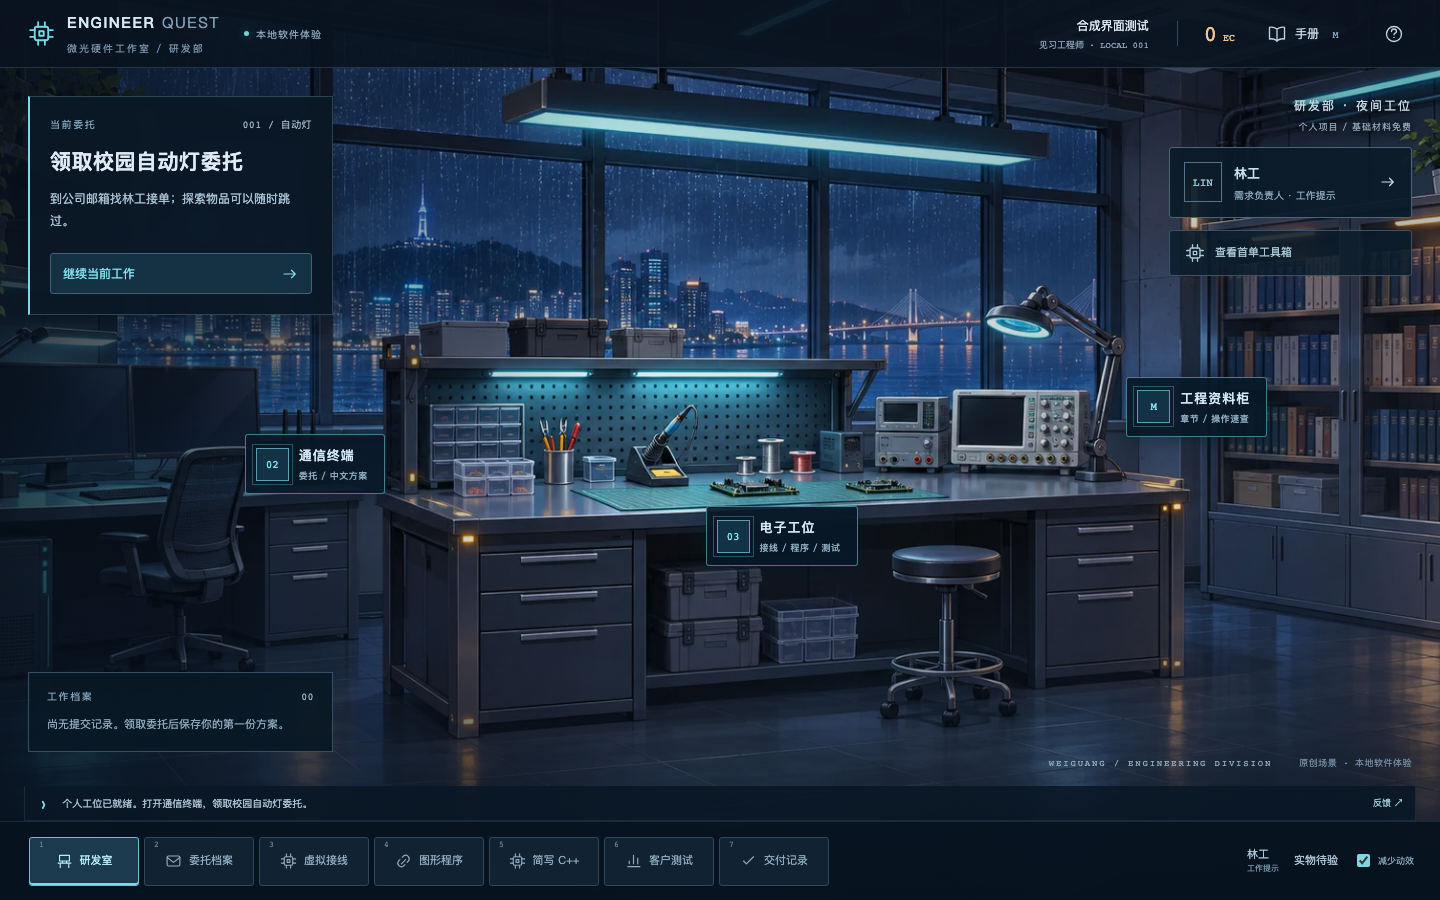 ENGINEER QUEST
微光硬件工作室 / 研发部
本地软件体验
合成界面测试
见习工程师 · LOCAL 001
0 EC
手册 M
当前委托
001 / 自动灯
领取校园自动灯委托
到公司邮箱找林工接单；探索物品可以随时跳
过。
继续当前工作
研发部 · 夜间工位
个人项目 / 基础材料免费
LIN
林工
需求负责人 · 工作提示
查看首单工具箱
M
工程资料柜
章节 / 操作速查
02
通信终端
委托 / 中文方案
03
电子工位
接线 / 程序 / 测试
工作档案
00
尚无提交记录。领取委托后保存你的第一份方案。
WEIGUANG / ENGINEERING DIVISION
原创场景 · 本地软件体验
个人工位已就绪。打开通信终端，领取校园自动灯委托。
反馈 ↗
1 研发室
2 委托档案
3 虚拟接线
4 图形程序
5 简写 C++
6 客户测试
7 交付记录
林工
工作提示
实物待验
减少动效